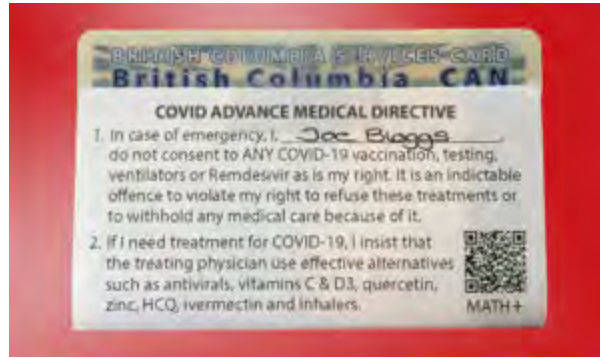 BRITISH COLUMBIA SERVICES CARD
British Columbia CAN
COVID ADVANCE MEDICAL DIRECTIVE
1. In case of emergency, I, Joe Bloggs
do not consent to ANY COVID-19 vaccination, testing,
ventilators or Remdesivir as is my right. It is an indictable
offence to violate my right to refuse these treatments or
to withhold any medical care because of it.
2. If I need treatment for COVID-19, I insist that
the treating physician use effective alternatives
such as antivirals, vitamins C & D3, quercetin,
zinc, HCQ, ivermectin and inhalers.
MATH+